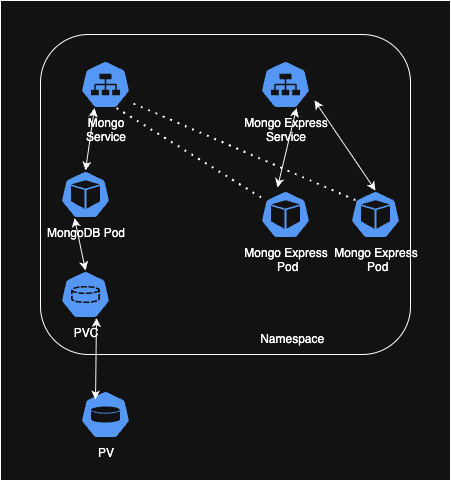 Mongo
Service
Mongo Express
Service
MongoDB Pod
Mongo Express
Pod
Mongo Express
Pod
PVC
Namespace
PV